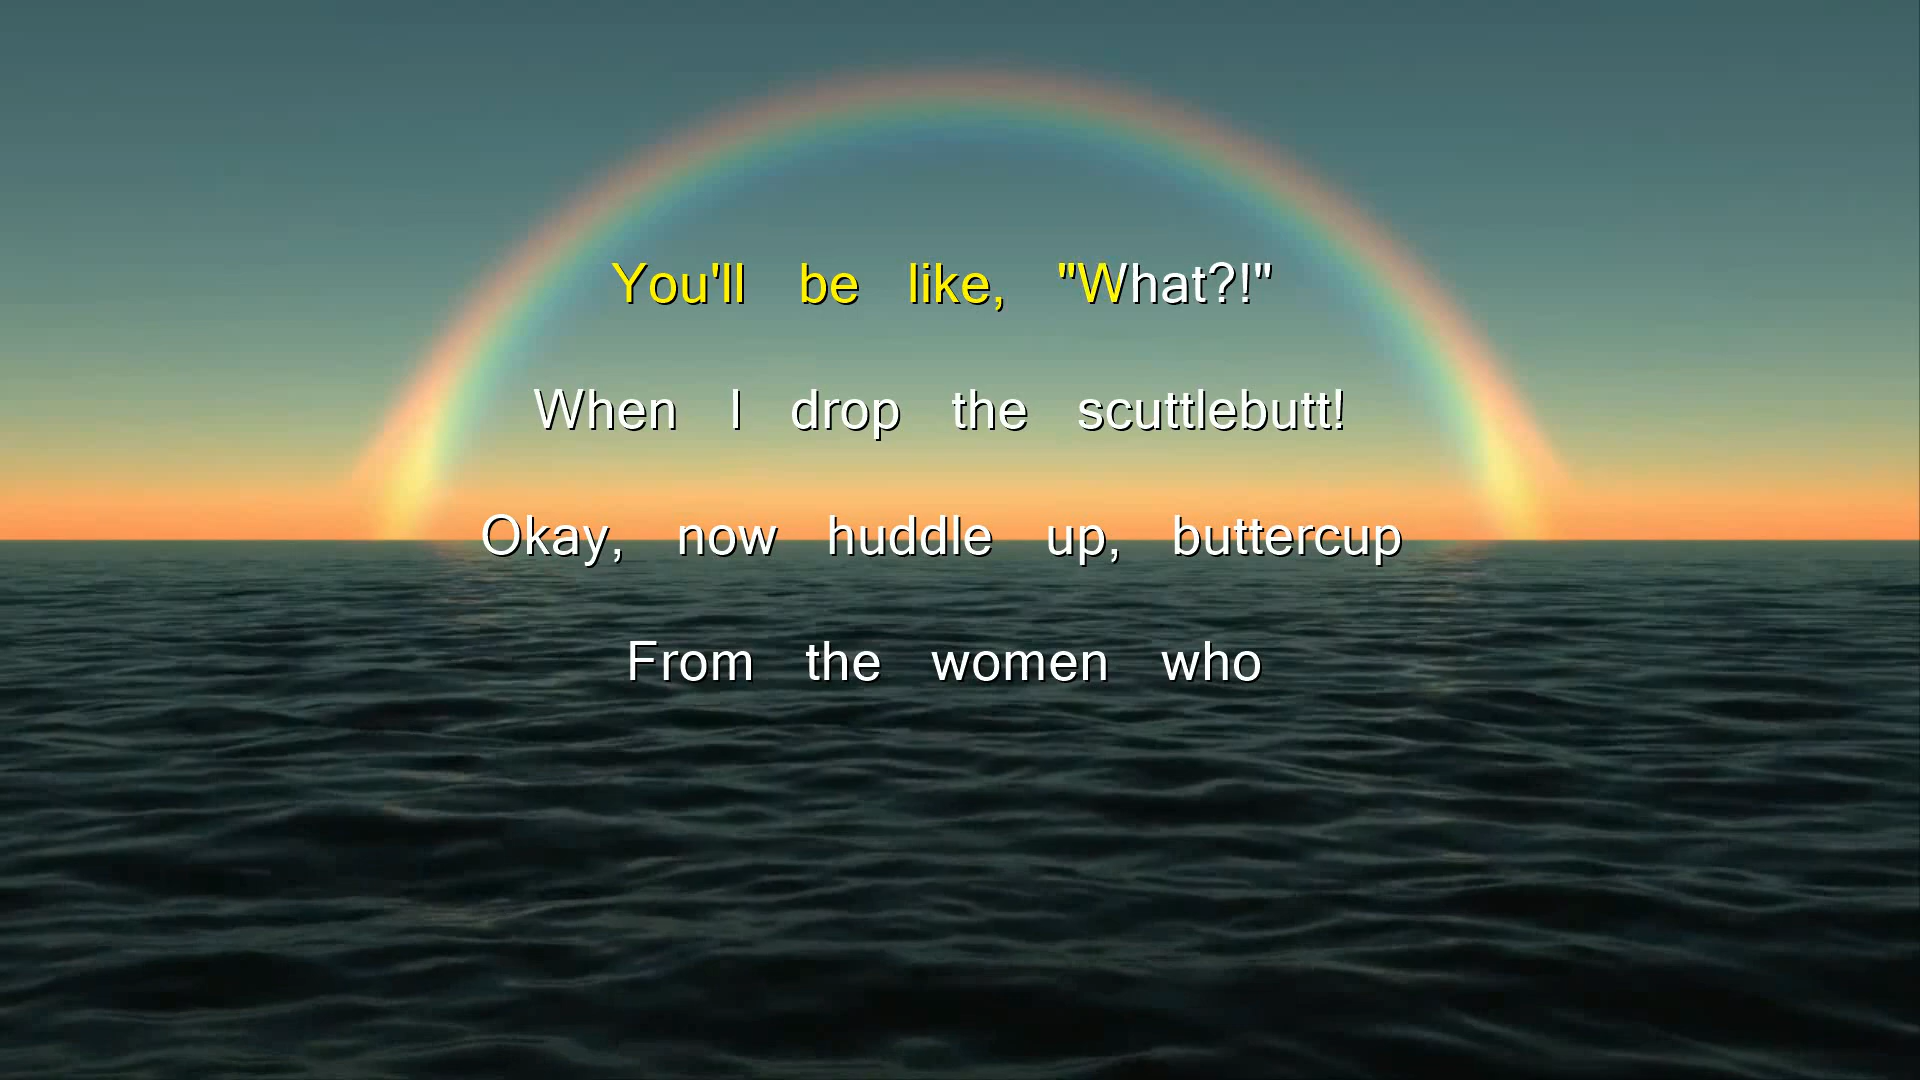 You'll be like, "What?!"
When I drop the scuttlebutt!
Okay, now huddle up, buttercup
From the women who